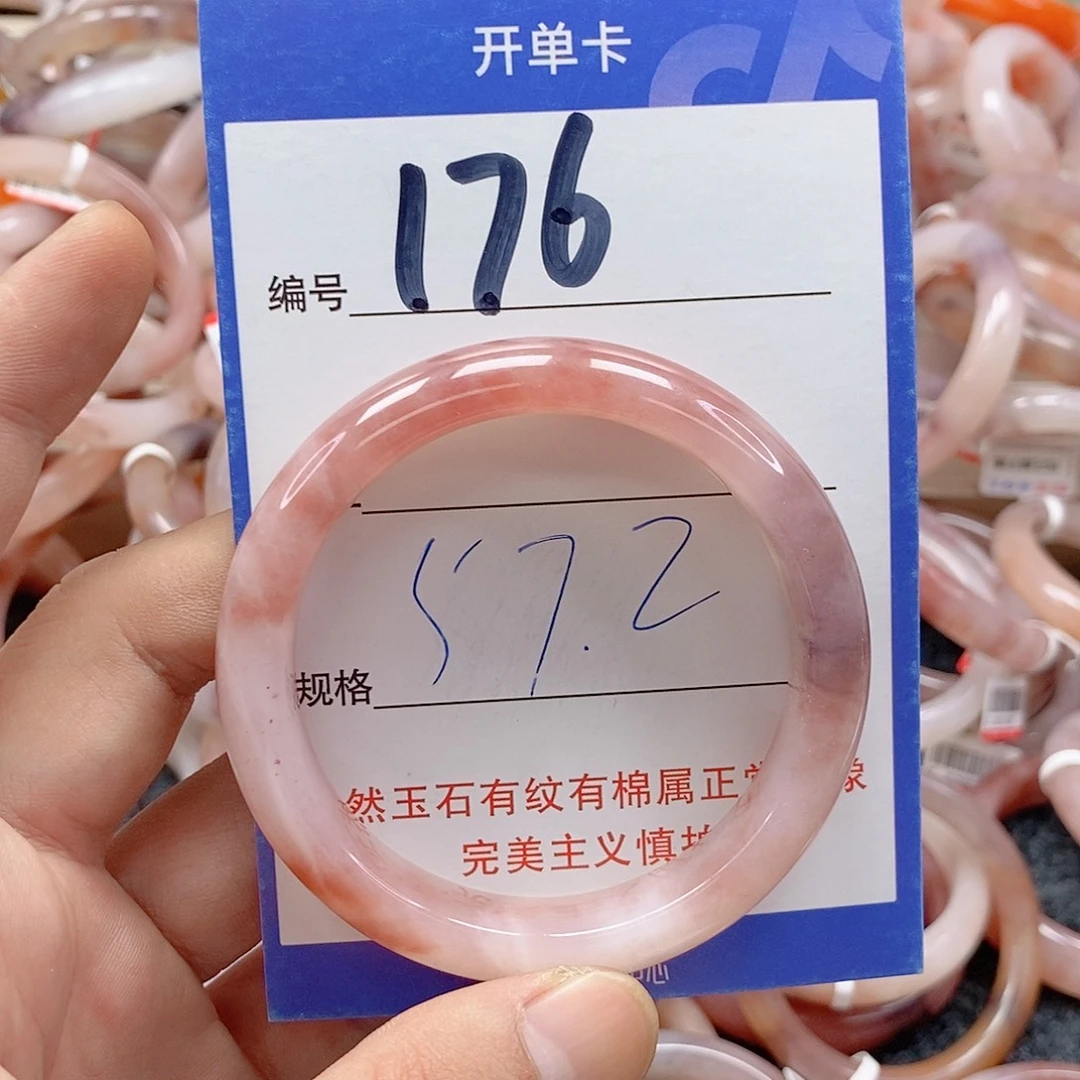 开单卡
编号 176
57.2
规格
然玉石有纹有棉属正
完美主义慎